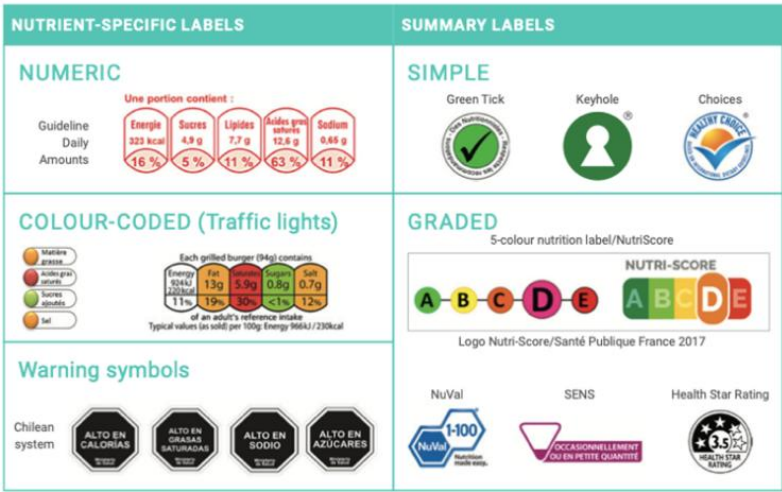 NUTRIENT-SPECIFIC LABELS
SUMMARY LABELS
NUMERIC
Guideline
Daily
Amounts
Une portion contient :
Energie
323 kcal
16 %
Sucres
4,9 g
5 %
Lipides
7,7 g
11 %
Acides gras
saturés
12,6 g
63 %
Sodium
0,65 g
11 %
SIMPLE
Green Tick
Keyhole
Choices
®
HEALTHY CHOICE
®
COLOUR-CODED (Traffic lights)
Matière
grasse
Acides gras
saturés
Sucres
ajoutés
Sel
Each grilled burger (94g) contains
Energy
924kJ
220kcal
11%
Fat
13g
19%
Saturates
5.9g
30%
Sugars
0.8g
<1%
Salt
0.7g
12%
of an adult's reference intake
Typical values (as sold) per 100g: Energy 966kJ / 230kcal
GRADED
5-colour nutrition label/NutriScore
A B C D E
NUTRI-SCORE
A B C D E
Logo Nutri-Score/Santé Publique France 2017
Warning symbols
Chilean
system
ALTO EN
CALORÍAS
ALTO EN
GRASAS
SATURADAS
ALTO EN
SODIO
ALTO EN
AZÚCARES
NuVal
1-100
NuVal
Nutrition
made easy.
SENS
OCCASIONNELLEMENT
OU EN PETITE QUANTITÉ
Health Star Rating
3.5
HEALTH STAR
RATING